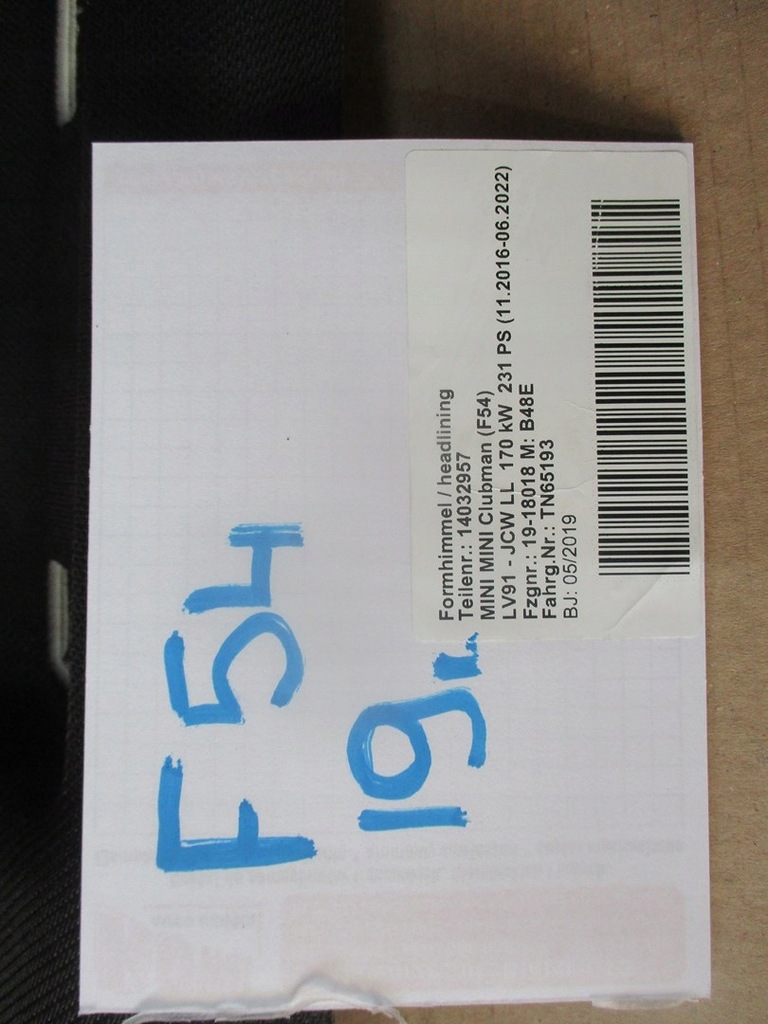 Formhimmel / headlining
Teilenr.: 14032957
MINI MINI Clubman (F54)
LV91 - JCW LL 170 kW 231 PS (11.2016-06.2022)
Fzgnr.: 19-18018 M: B48E
Fahrg.Nr.: TN65193
BJ: 05/2019
F54
19